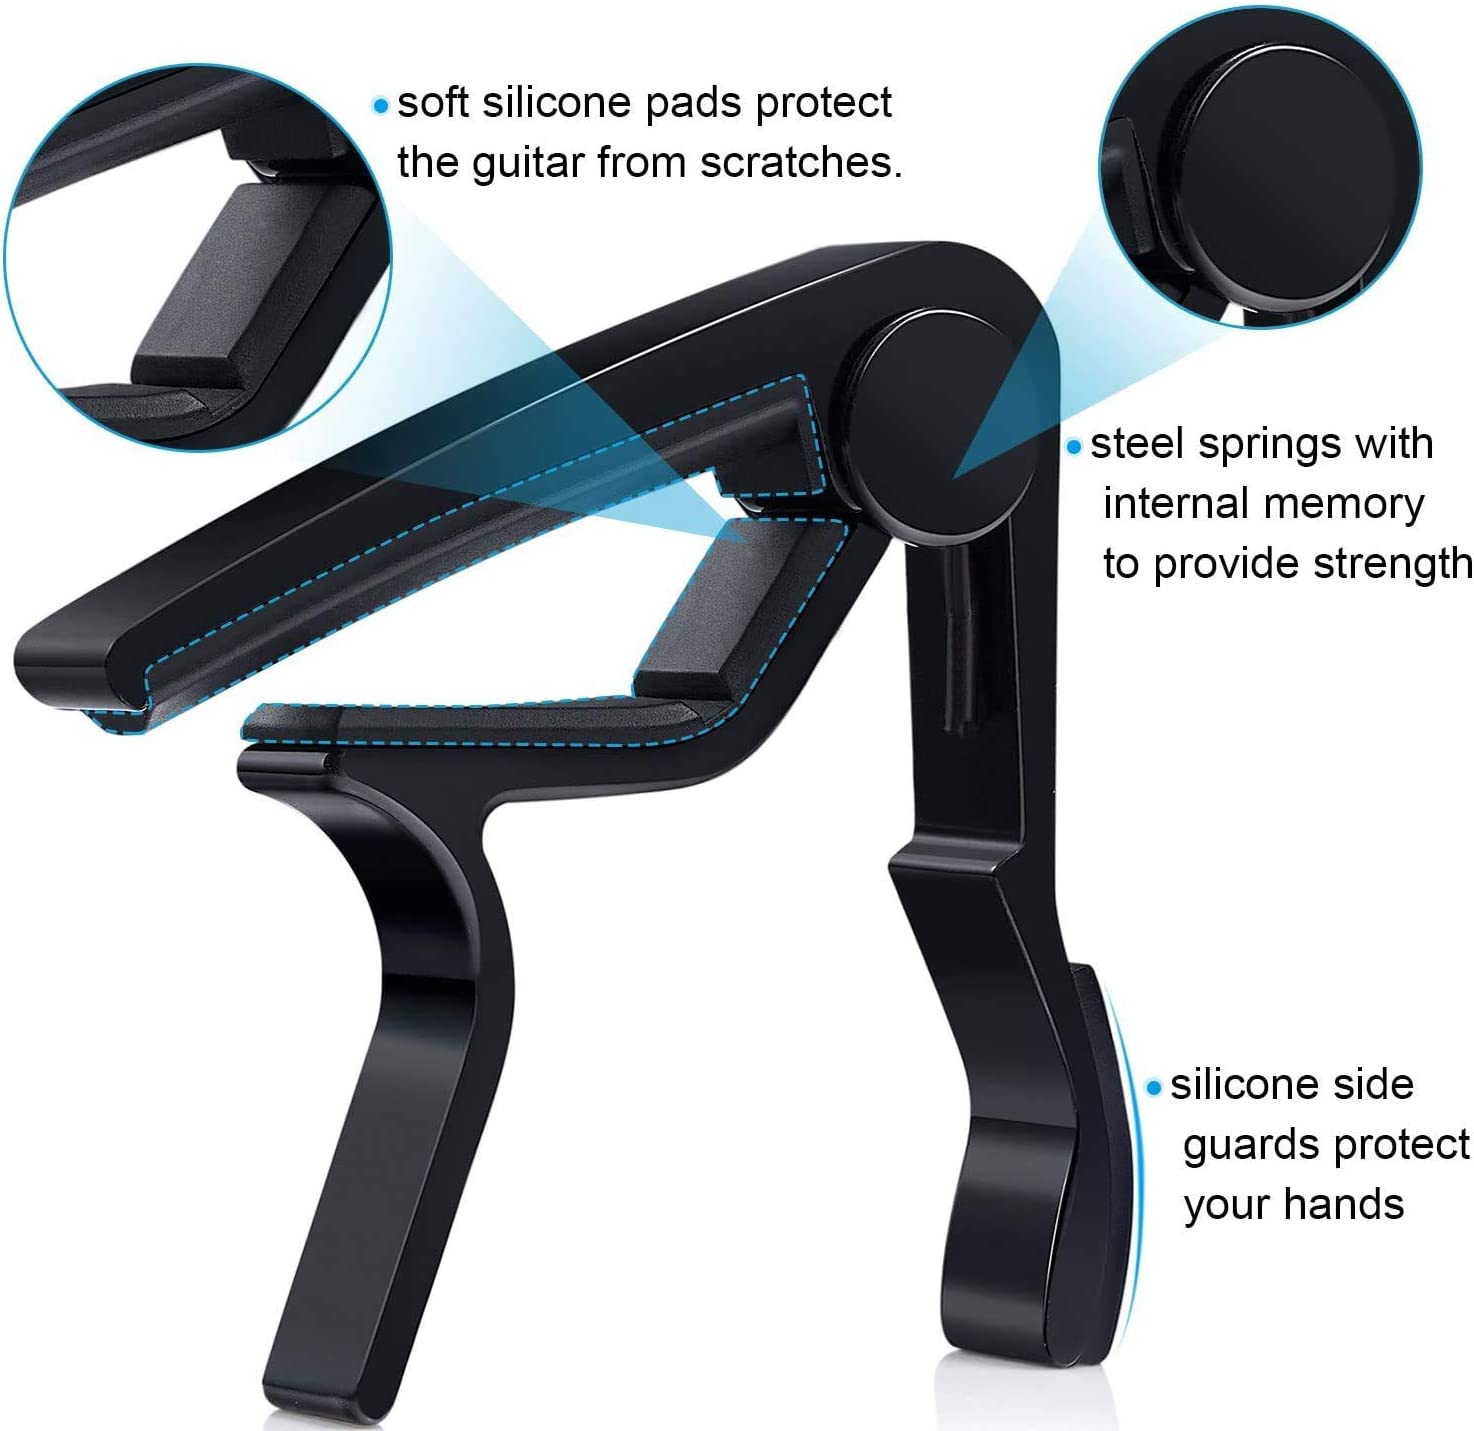 soft silicone pads protect
the guitar from scratches.
steel springs with
internal memory
to provide strength
silicone side
guards protect
your hands